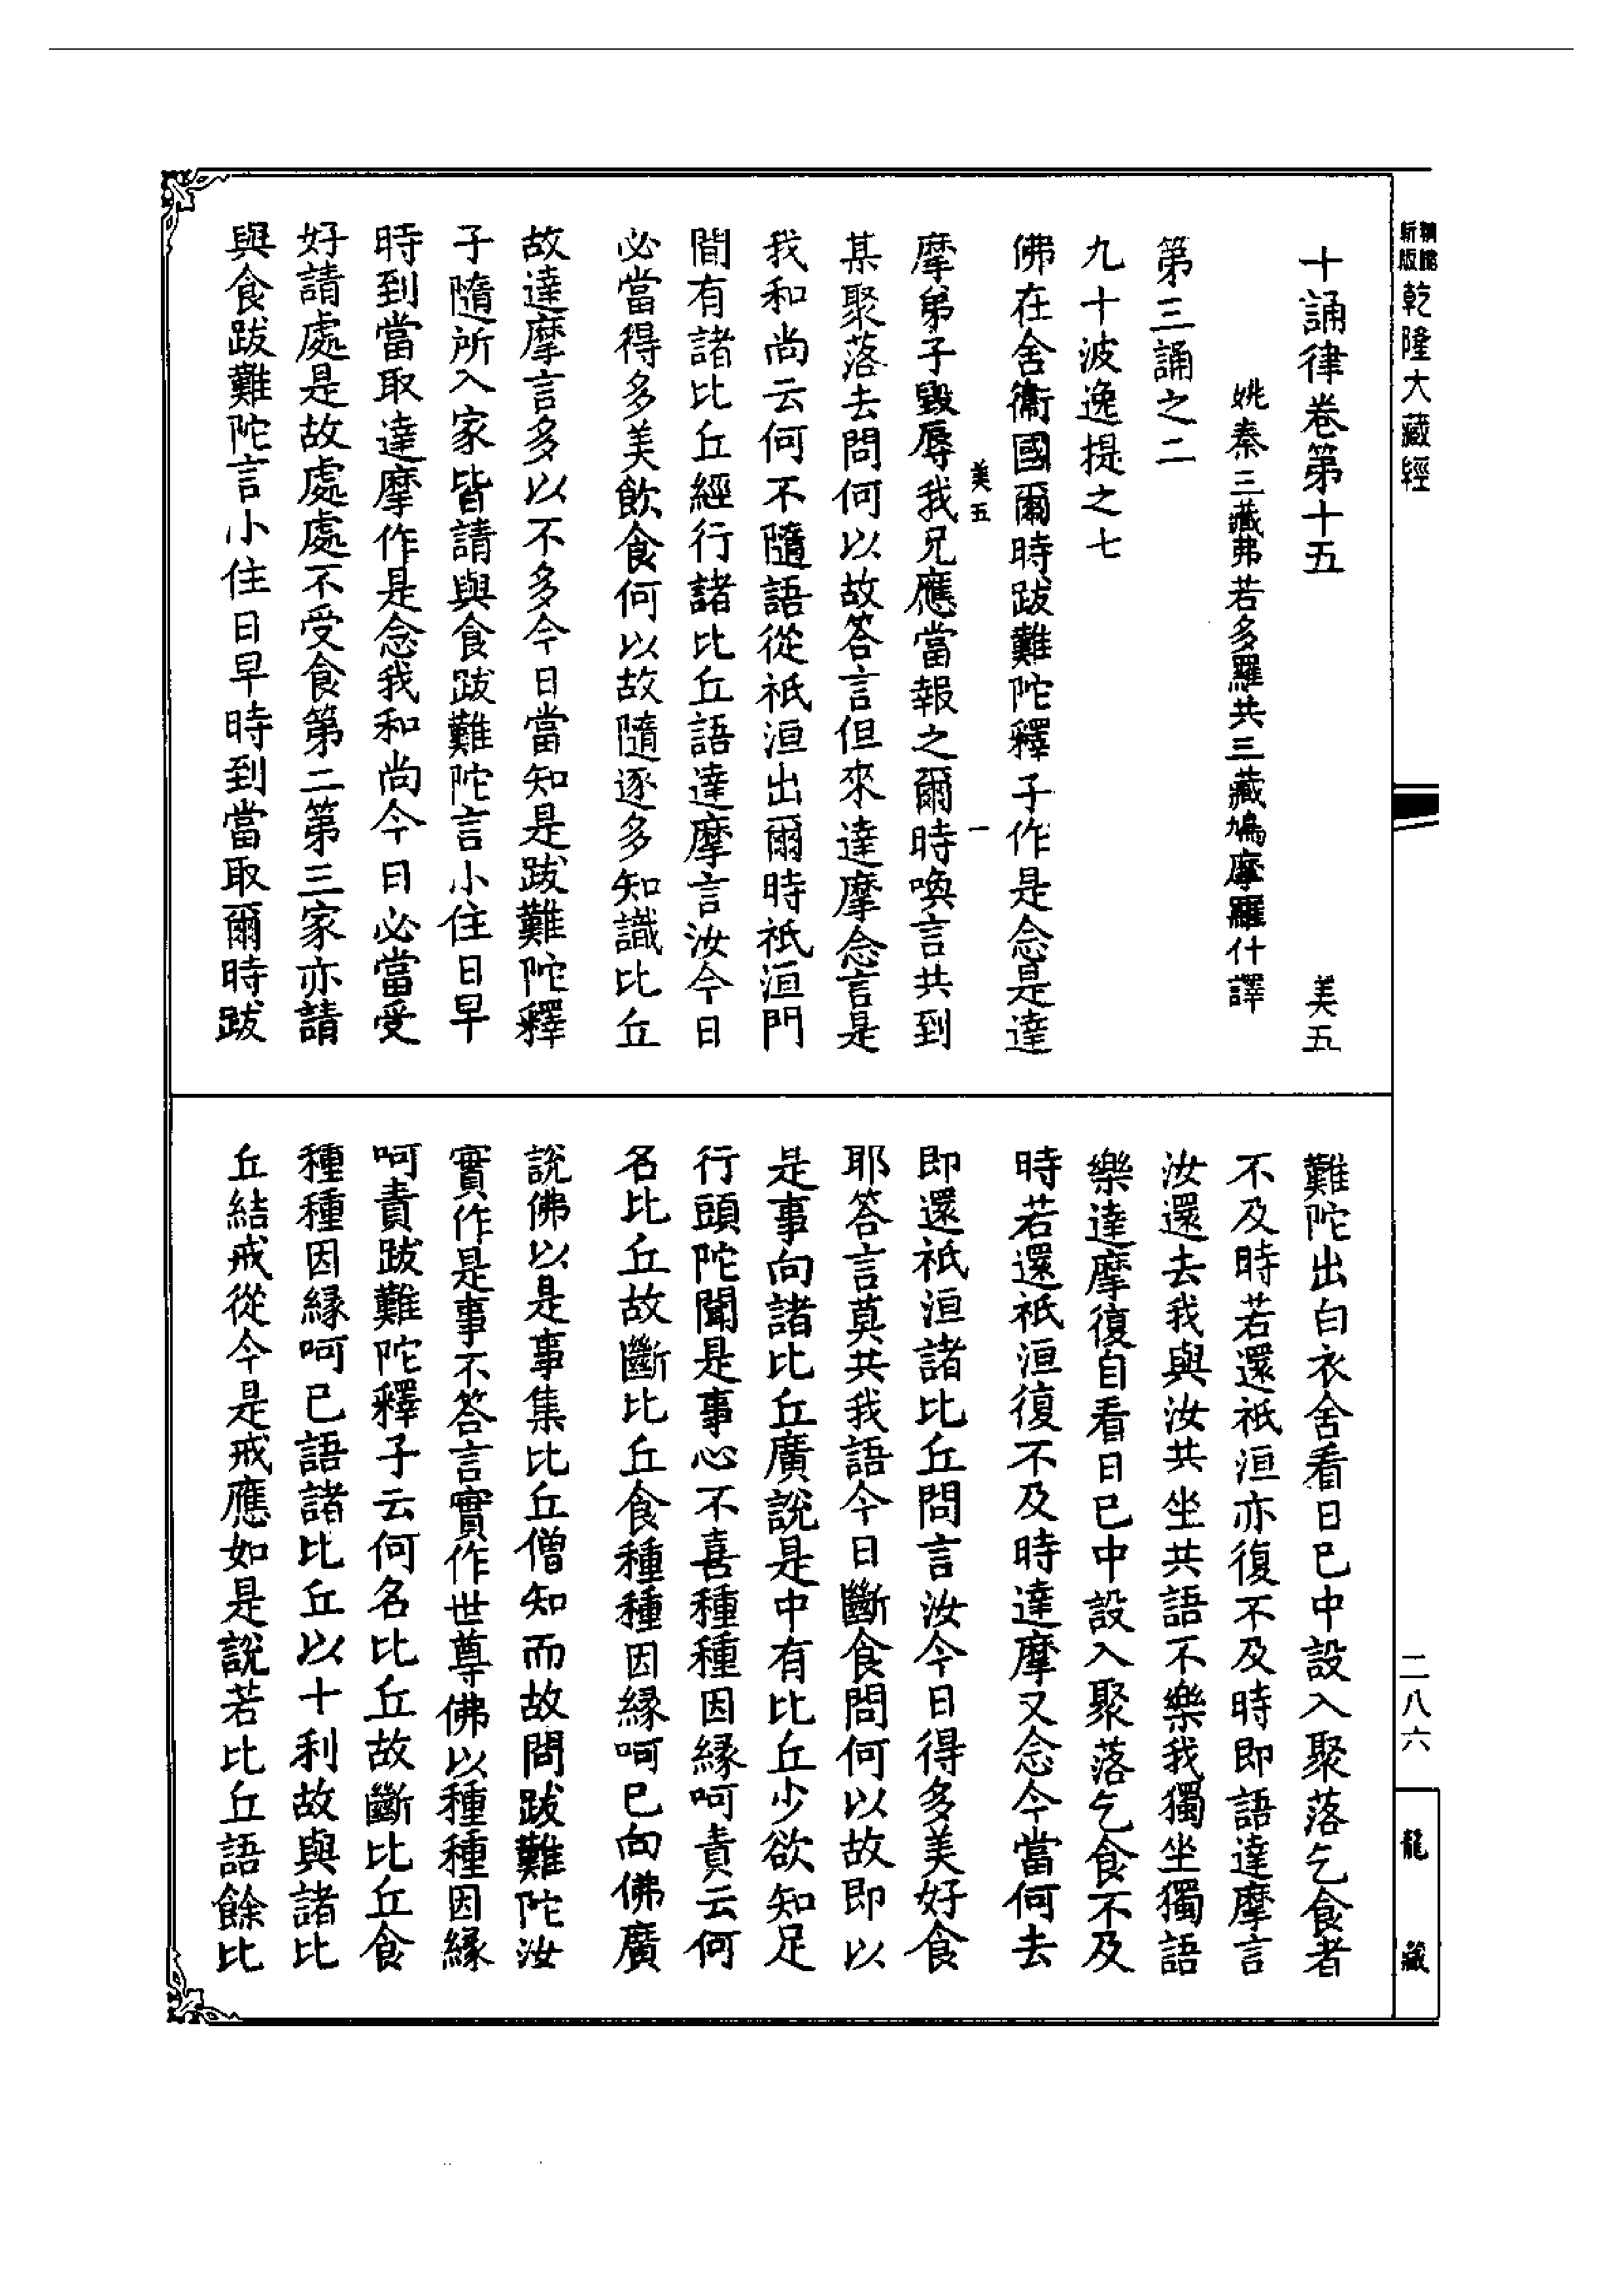 新版
精縮
乾隆大藏經
十誦律卷第十五 美五
姚秦三藏弗若多羅共三藏鳩摩羅什譯
第三誦之二
九十波逸提之七
佛在舍衛國爾時跋難陀釋子作是念是達
美五 一
摩弟子毀辱我兄應當報之爾時喚言共到
某聚落去問何以故答言但來達摩念言是
我和尚云何不隨語從祇洹出爾時祇洹門
間有諸比丘經行諸比丘語達摩言汝今日
必當得多美飲食何以故隨逐多知識比丘
故達摩言多以不多今日當知是跋難陀釋
子隨所入家皆請與食跋難陀言小住日早
時到當取達摩作是念我和尚今日必當受
好請處是故處處不受食第二第三家亦請
與食跋難陀言小住日早時到當取爾時跋
難陀出白衣舍看日已中設入聚落乞食者
不及時若還祇洹亦復不及時即語達摩言
汝還去我與汝共坐共語不樂我獨坐獨語
樂達摩復自看日已中設入聚落乞食不及
時若還祇洹復不及時達摩又念今當何去
即還祇洹諸比丘問言汝今日得多美好食
耶答言莫共我語今日斷食問何以故即以
是事向諸比丘廣說是中有比丘少欲知足
行頭陀聞是事心不喜種種因緣呵責云何
名比丘故斷比丘食種種因緣呵已向佛廣
說佛以是事集比丘僧知而故問跋難陀汝
實作是事不答言實作世尊佛以種種因緣
呵責跋難陀釋子云何名比丘故斷比丘食
種種因緣呵已語諸比丘以十利故與諸比
丘結戒從今是戒應如是說若比丘語餘比
二八六
龍藏